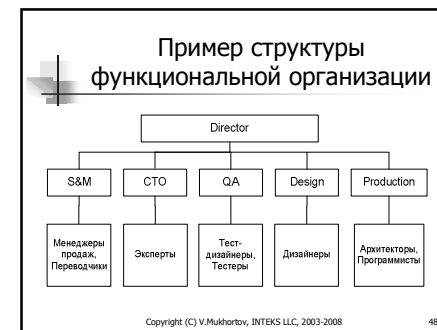 Пример структуры
функциональной организации
Director
S&M
CTO
QA
Design
Production
Менеджеры
продаж,
Переводчики
Эксперты
Тест-
дизайнеры,
Тестеры
Дизайнеры
Архитекторы,
Программисты
Copyright (C) V.Mukhortov, INTEKS LLC, 2003-2008
48